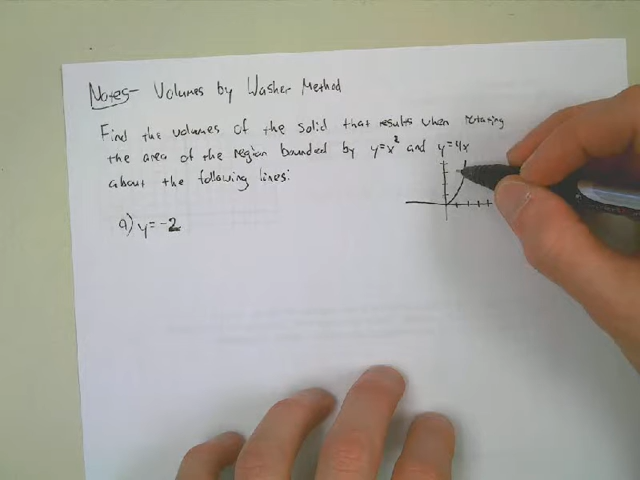 Notes- Volumes by Washer Method
Find the volumes of the solid that results when rotating
the area of the region bounded by y=x² and y=4x
about the following lines:
a) y=-2